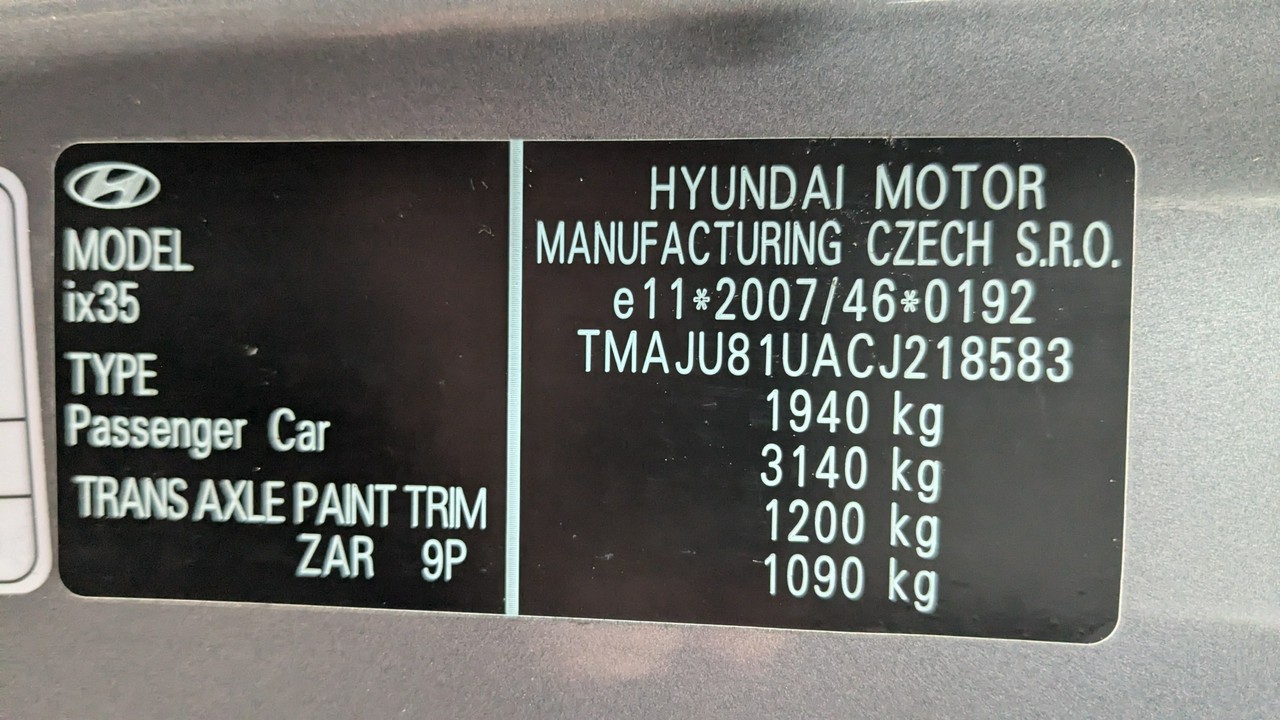 MODEL
ix35
TYPE
Passenger Car
TRANS AXLE PAINT TRIM
ZAR 9P
HYUNDAI MOTOR
MANUFACTURING CZECH S.R.O.
e11*2007/46*0192
TMAJU81UACJ218583
1940 kg
3140 kg
1200 kg
1090 kg